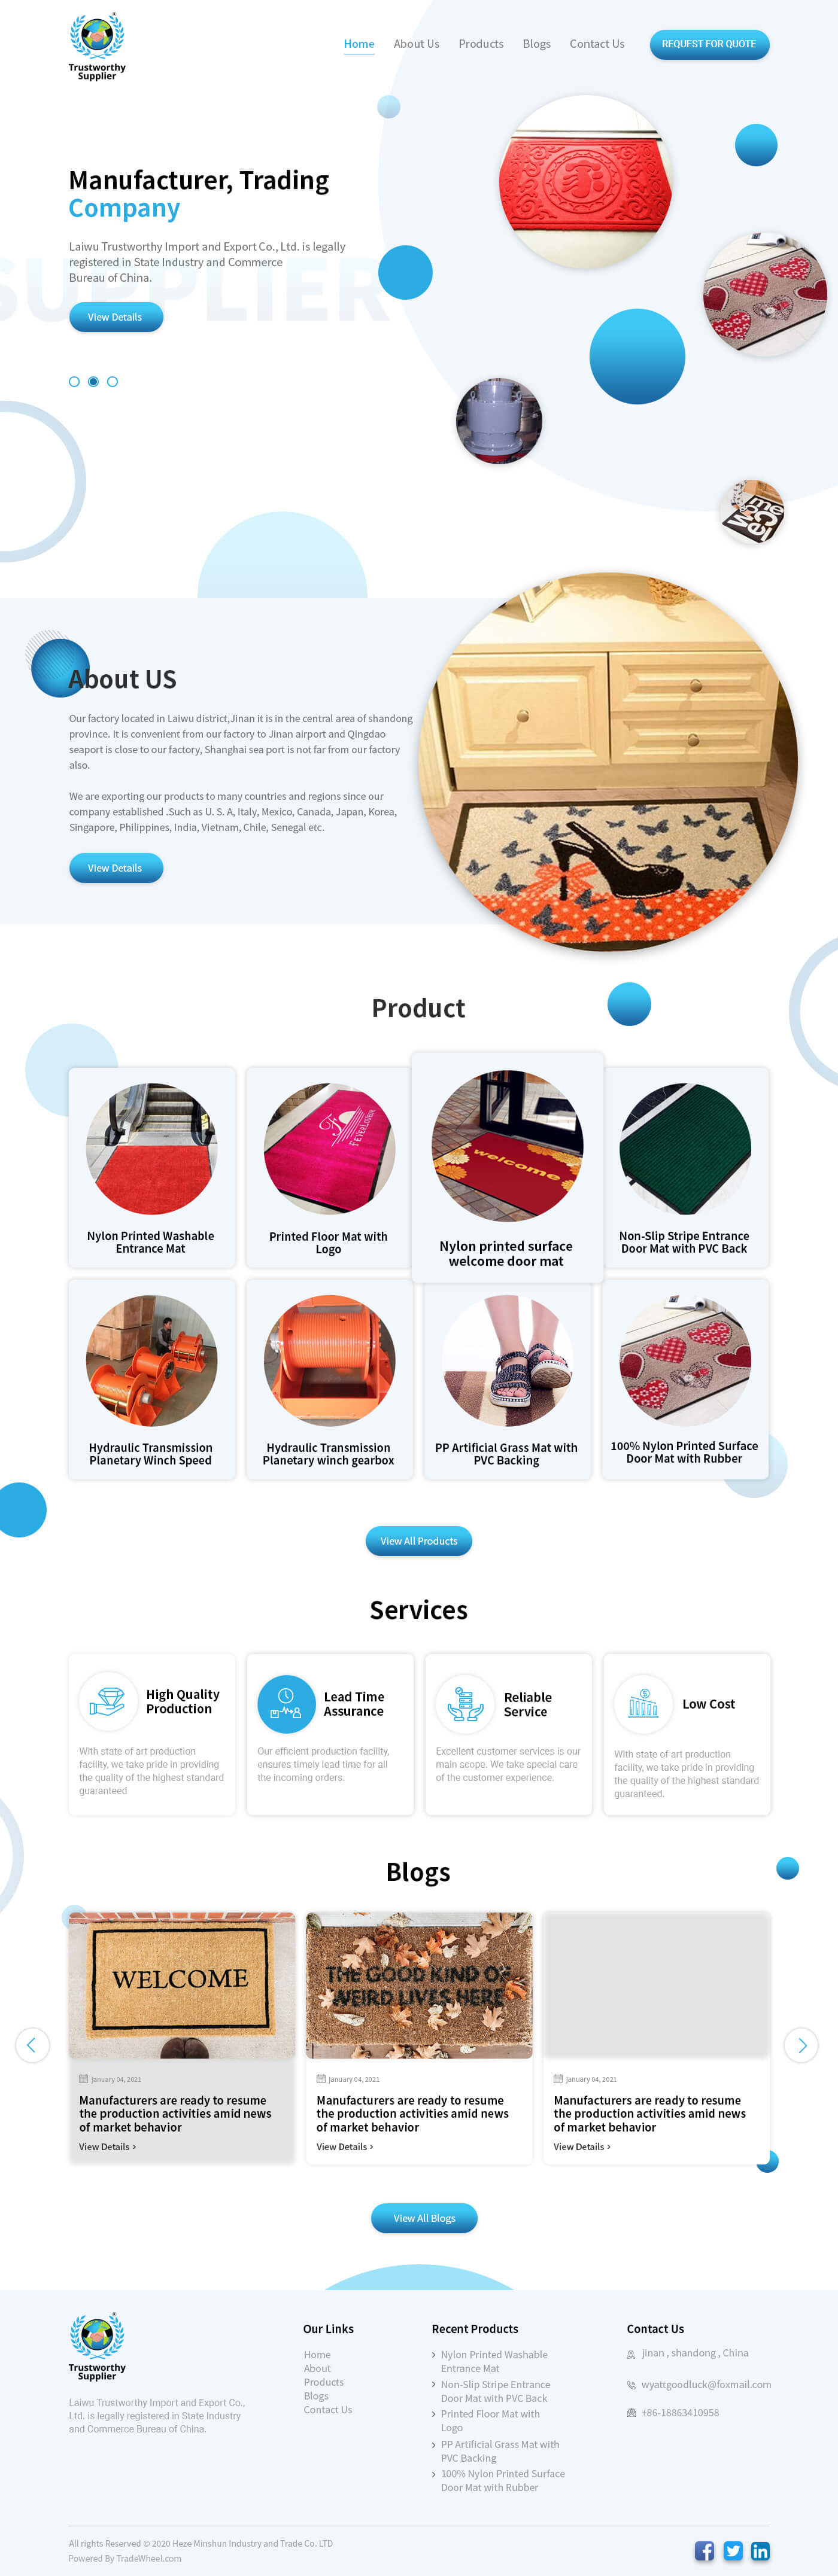 Trustworthy
Supplier
Home
About Us
Products
Blogs
Contact Us
REQUEST FOR QUOTE
Manufacturer, Trading
Company
SUPPLIER
Laiwu Trustworthy Import and Export Co., Ltd. is legally
registered in State Industry and Commerce
Bureau of China.
View Details
About US
Our factory located in Laiwu district,Jinan it is in the central area of shandong
province. It is convenient from our factory to Jinan airport and Qingdao
seaport is close to our factory, Shanghai sea port is not far from our factory
also.
We are exporting our products to many countries and regions since our
company established .Such as U. S. A, Italy, Mexico, Canada, Japan, Korea,
Singapore, Philippines, India, Vietnam, Chile, Senegal etc.
View Details
Product
Nylon Printed Washable
Entrance Mat
Printed Floor Mat with
Logo
welcome
Nylon printed surface
welcome door mat
Non-Slip Stripe Entrance
Door Mat with PVC Back
Hydraulic Transmission
Planetary Winch Speed
Hydraulic Transmission
Planetary winch gearbox
PP Artificial Grass Mat with
PVC Backing
100% Nylon Printed Surface
Door Mat with Rubber
View All Products
Services
High Quality
Production
With state of art production
facility, we take pride in providing
the quality of the highest standard
guaranteed
Lead Time
Assurance
Our efficient production facility,
ensures timely lead time for all
the incoming orders.
Reliable
Service
Excellent customer services is our
main scope. We take special care
of the customer experience.
Low Cost
With state of art production
facility, we take pride in providing
the quality of the highest standard
guaranteed.
Blogs
WELCOME
January 04, 2021
Manufacturers are ready to resume
the production activities amid news
of market behavior
View Details >
THE GOOD KIND OF
WEIRD LIVES HERE
January 04, 2021
Manufacturers are ready to resume
the production activities amid news
of market behavior
View Details >
January 04, 2021
Manufacturers are ready to resume
the production activities amid news
of market behavior
View Details >
View All Blogs
Trustworthy
Supplier
Laiwu Trustworthy Import and Export Co.,
Ltd. is legally registered in State Industry
and Commerce Bureau of China.
Our Links
Home
About
Products
Blogs
Contact Us
Recent Products
Nylon Printed Washable
Entrance Mat
Non-Slip Stripe Entrance
Door Mat with PVC Back
Printed Floor Mat with
Logo
PP Artificial Grass Mat with
PVC Backing
100% Nylon Printed Surface
Door Mat with Rubber
Contact Us
jinan , shandong , China
wyattgoodluck@foxmail.com
+86-18863410958
All rights Reserved © 2020 Heze Minshun Industry and Trade Co. LTD
Powered By TradeWheel.com